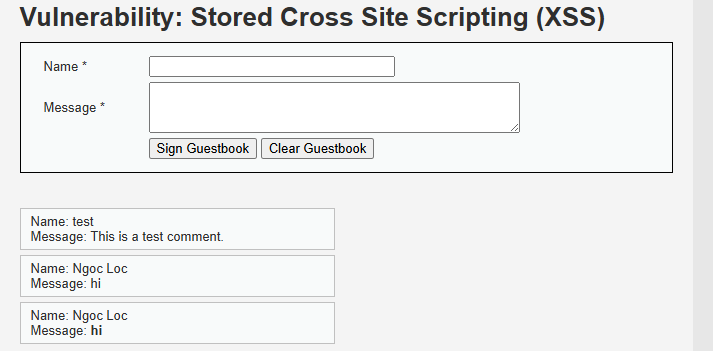 Vulnerability: Stored Cross Site Scripting (XSS)
Name *
Message *
Sign Guestbook Clear Guestbook
Name: test
Message: This is a test comment.
Name: Ngoc Loc
Message: hi
Name: Ngoc Loc
Message: hi